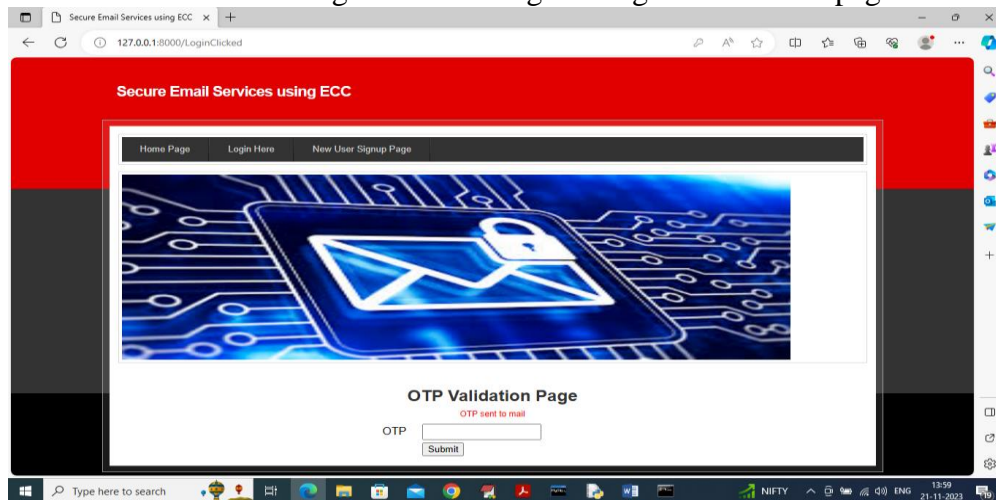 Secure Email Services using ECC
127.0.0.1:8000/LoginClicked
Secure Email Services using ECC
Home Page Login Here New User Signup Page
OTP Validation Page
OTP sent to mail
OTP
Submit
Type here to search
NIFTY ENG 13:59
21-11-2023